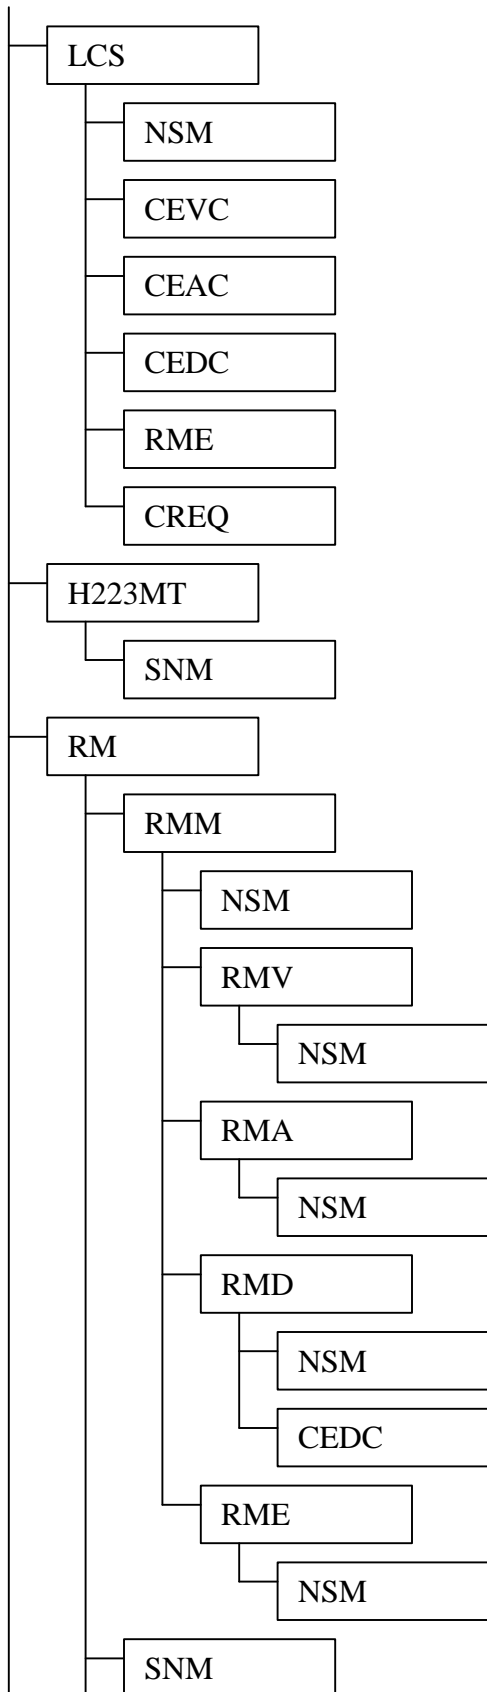 LCS
NSM
CEVC
CEAC
CEDC
RME
CREQ
H223MT
SNM
RM
RMM
NSM
RMV
NSM
RMA
NSM
RMD
NSM
CEDC
RME
NSM
SNM